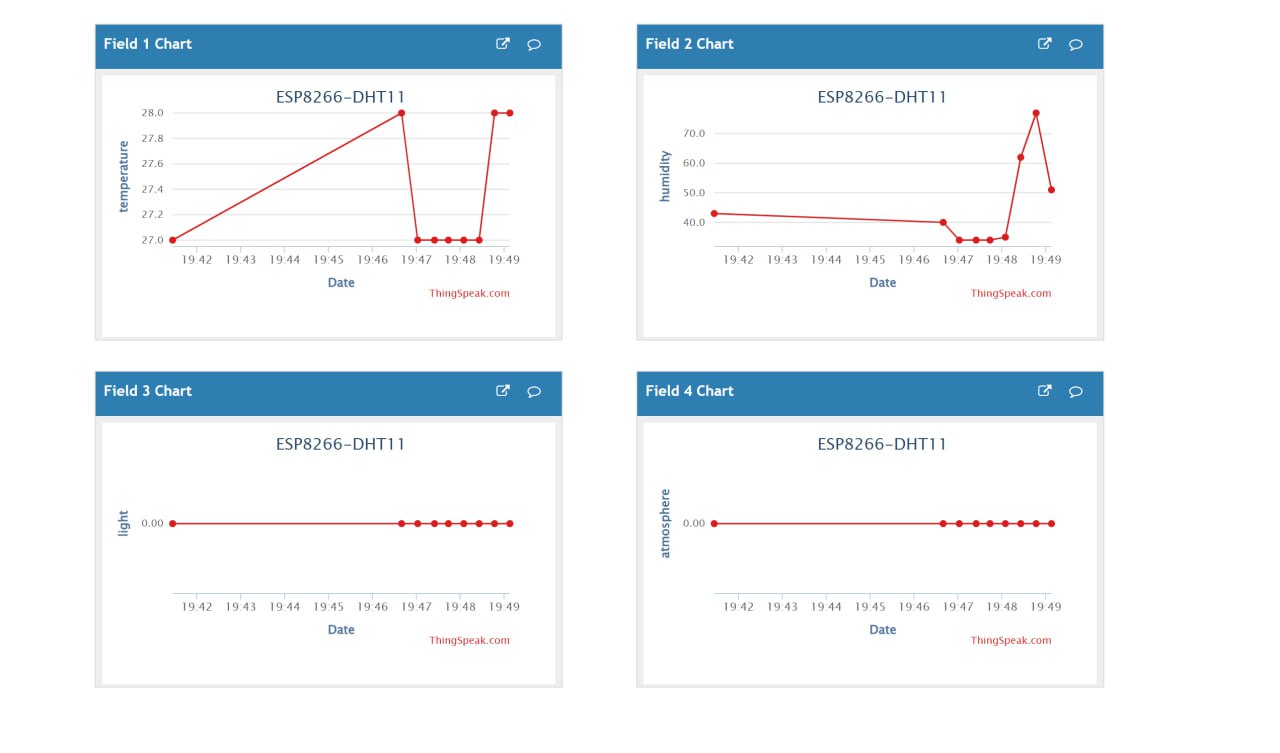 Field 1 Chart
ESP8266-DHT11
temperature
28.0
27.8
27.6
27.4
27.2
27.0
19:42 19:43 19:44 19:45 19:46 19:47 19:48 19:49
Date
ThingSpeak.com
Field 2 Chart
ESP8266-DHT11
humidity
70.0
60.0
50.0
40.0
19:42 19:43 19:44 19:45 19:46 19:47 19:48 19:49
Date
ThingSpeak.com
Field 3 Chart
ESP8266-DHT11
light
0.00
19:42 19:43 19:44 19:45 19:46 19:47 19:48 19:49
Date
ThingSpeak.com
Field 4 Chart
ESP8266-DHT11
atmosphere
0.00
19:42 19:43 19:44 19:45 19:46 19:47 19:48 19:49
Date
ThingSpeak.com